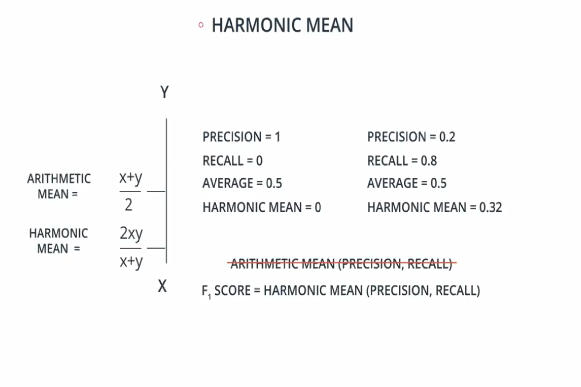 HARMONIC MEAN
Y
ARITHMETIC
MEAN =
x+y
2
HARMONIC
MEAN =
2xy
x+y
X
PRECISION = 1
RECALL = 0
AVERAGE = 0.5
HARMONIC MEAN = 0
PRECISION = 0.2
RECALL = 0.8
AVERAGE = 0.5
HARMONIC MEAN = 0.32
ARITHMETIC MEAN (PRECISION, RECALL)
F₁ SCORE = HARMONIC MEAN (PRECISION, RECALL)